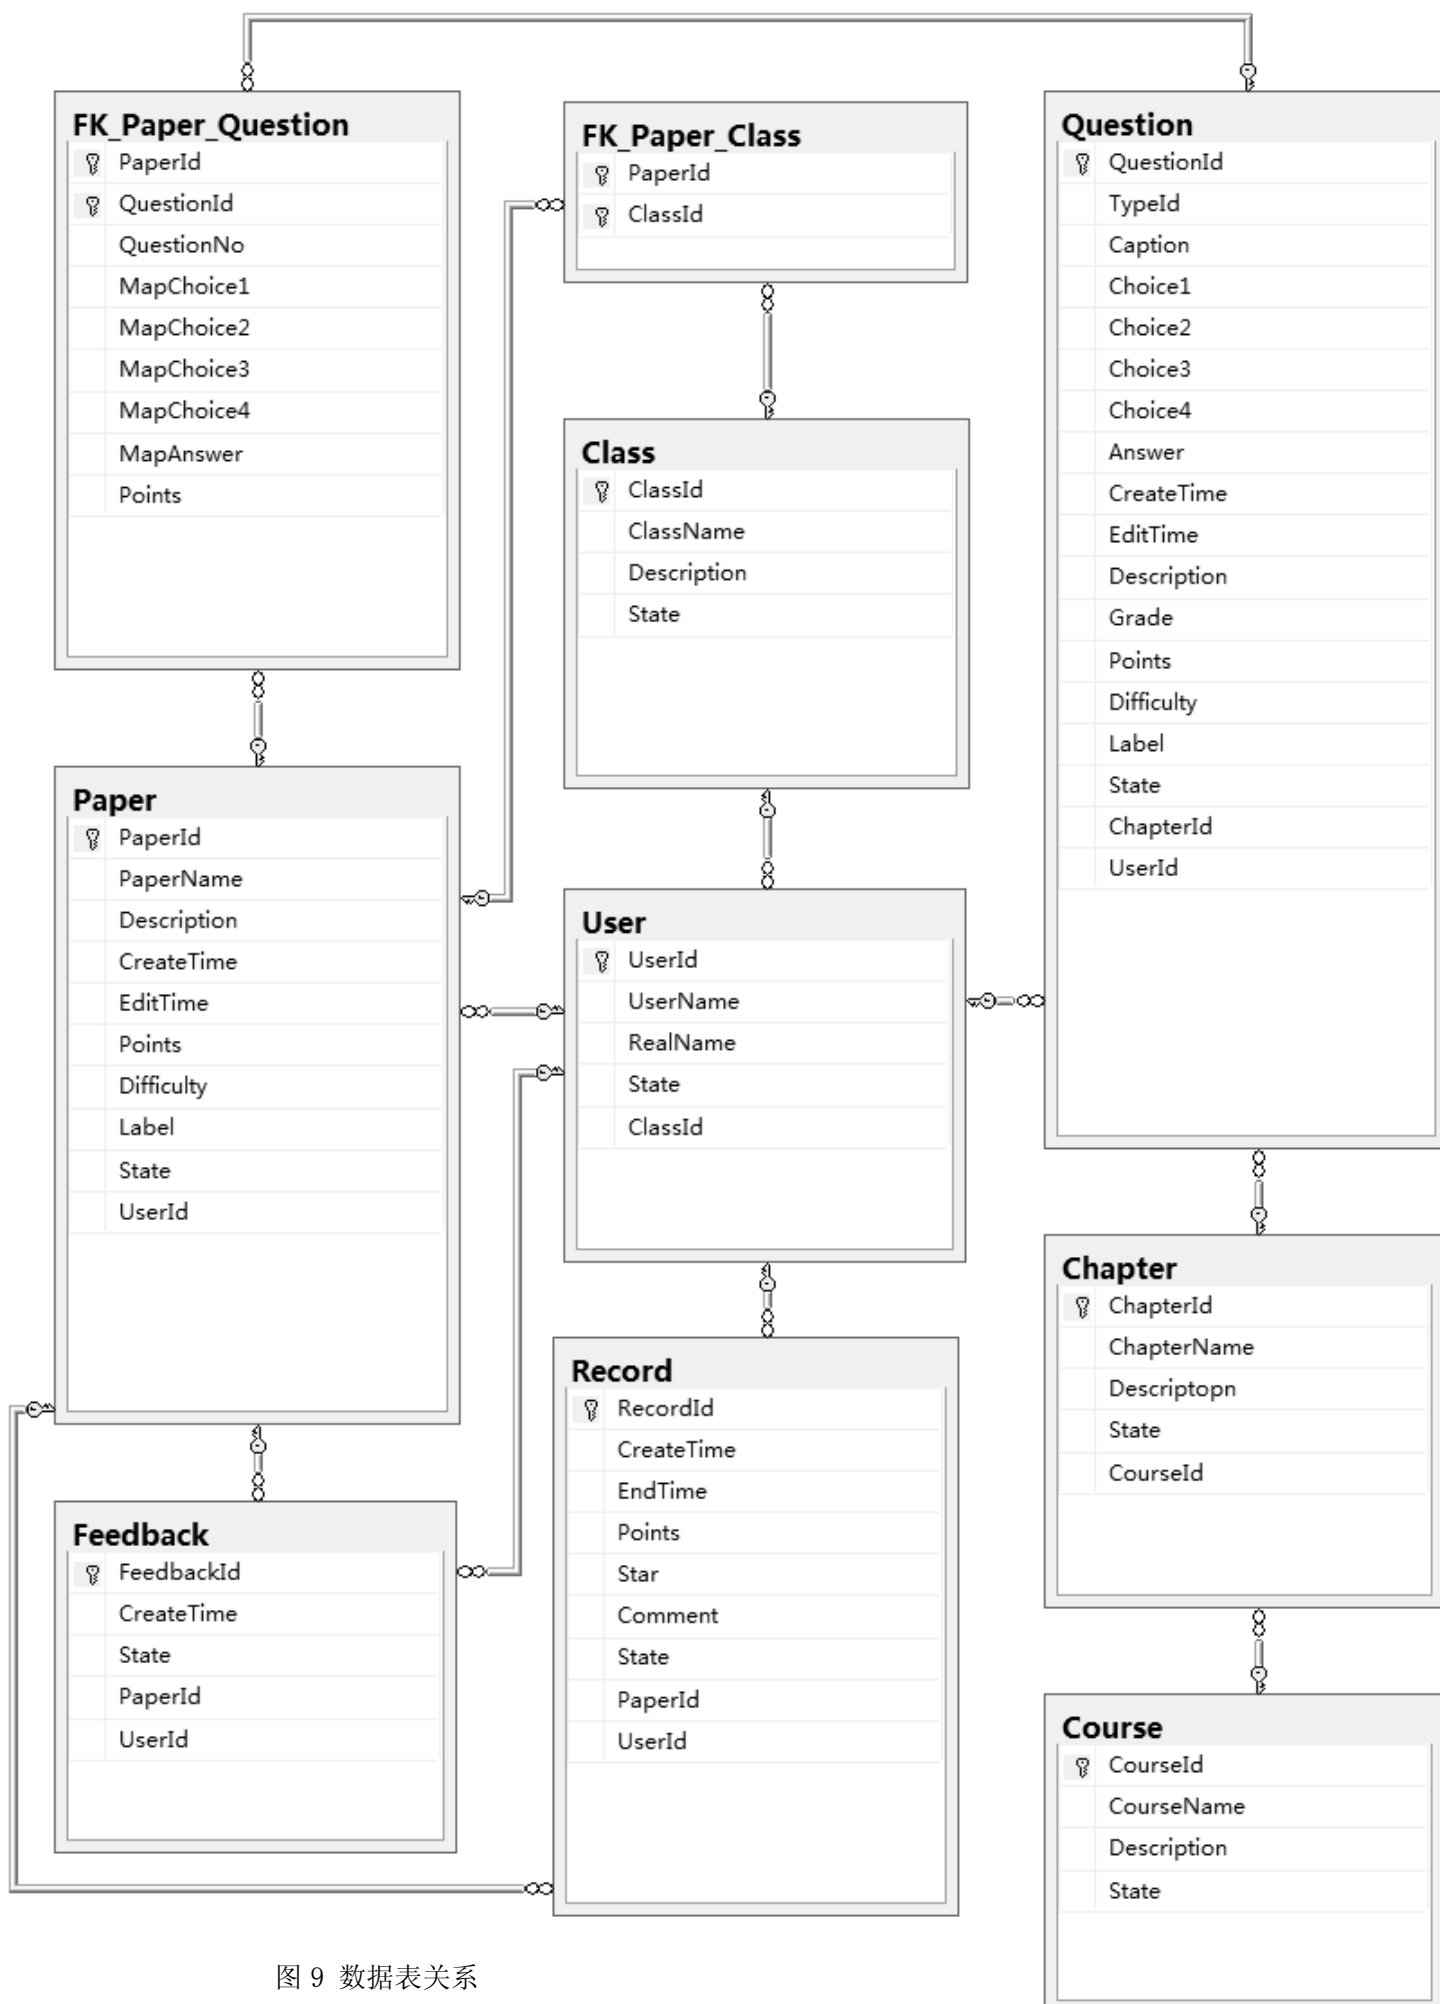 FK_Paper_Question
PaperId
QuestionId
QuestionNo
MapChoice1
MapChoice2
MapChoice3
MapChoice4
MapAnswer
Points
FK_Paper_Class
PaperId
ClassId
Question
QuestionId
TypeId
Caption
Choice1
Choice2
Choice3
Choice4
Answer
CreateTime
EditTime
Description
Grade
Points
Difficulty
Label
State
ChapterId
UserId
Class
ClassId
ClassName
Description
State
Paper
PaperId
PaperName
Description
CreateTime
EditTime
Points
Difficulty
Label
State
UserId
User
UserId
UserName
RealName
State
ClassId
Chapter
ChapterId
ChapterName
Descriptopn
State
CourseId
Record
RecordId
CreateTime
EndTime
Points
Star
Comment
State
PaperId
UserId
Feedback
FeedbackId
CreateTime
State
PaperId
UserId
Course
CourseId
CourseName
Description
State
图 9 数据表关系